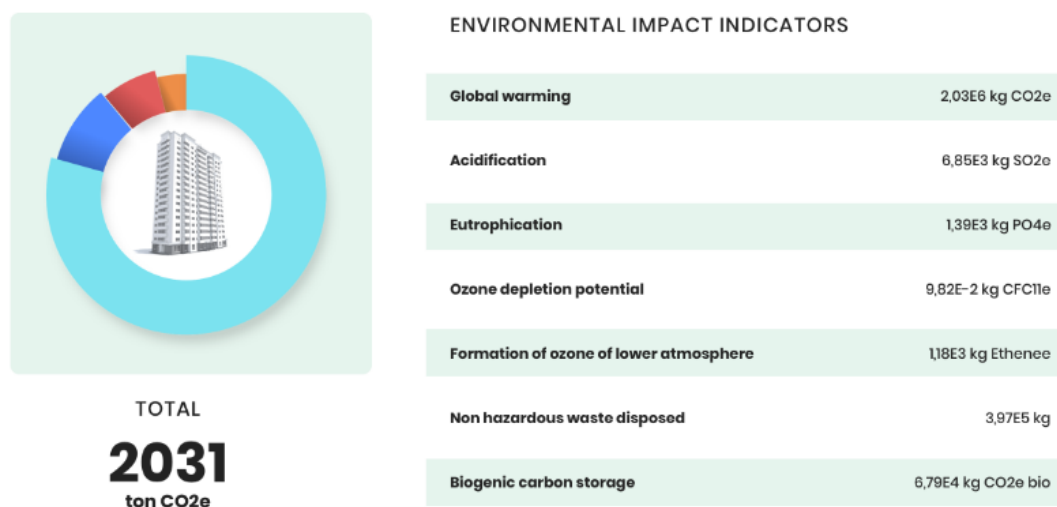 ENVIRONMENTAL IMPACT INDICATORS
Global warming 2,03E6 kg CO2e
Acidification 6,85E3 kg SO2e
Eutrophication 1,39E3 kg PO4e
Ozone depletion potential 9,82E-2 kg CFC11e
Formation of ozone of lower atmosphere 1,18E3 kg Ethenee
Non hazardous waste disposed 3,97E5 kg
Biogenic carbon storage 6,79E4 kg CO2e bio
TOTAL
2031
ton CO2e